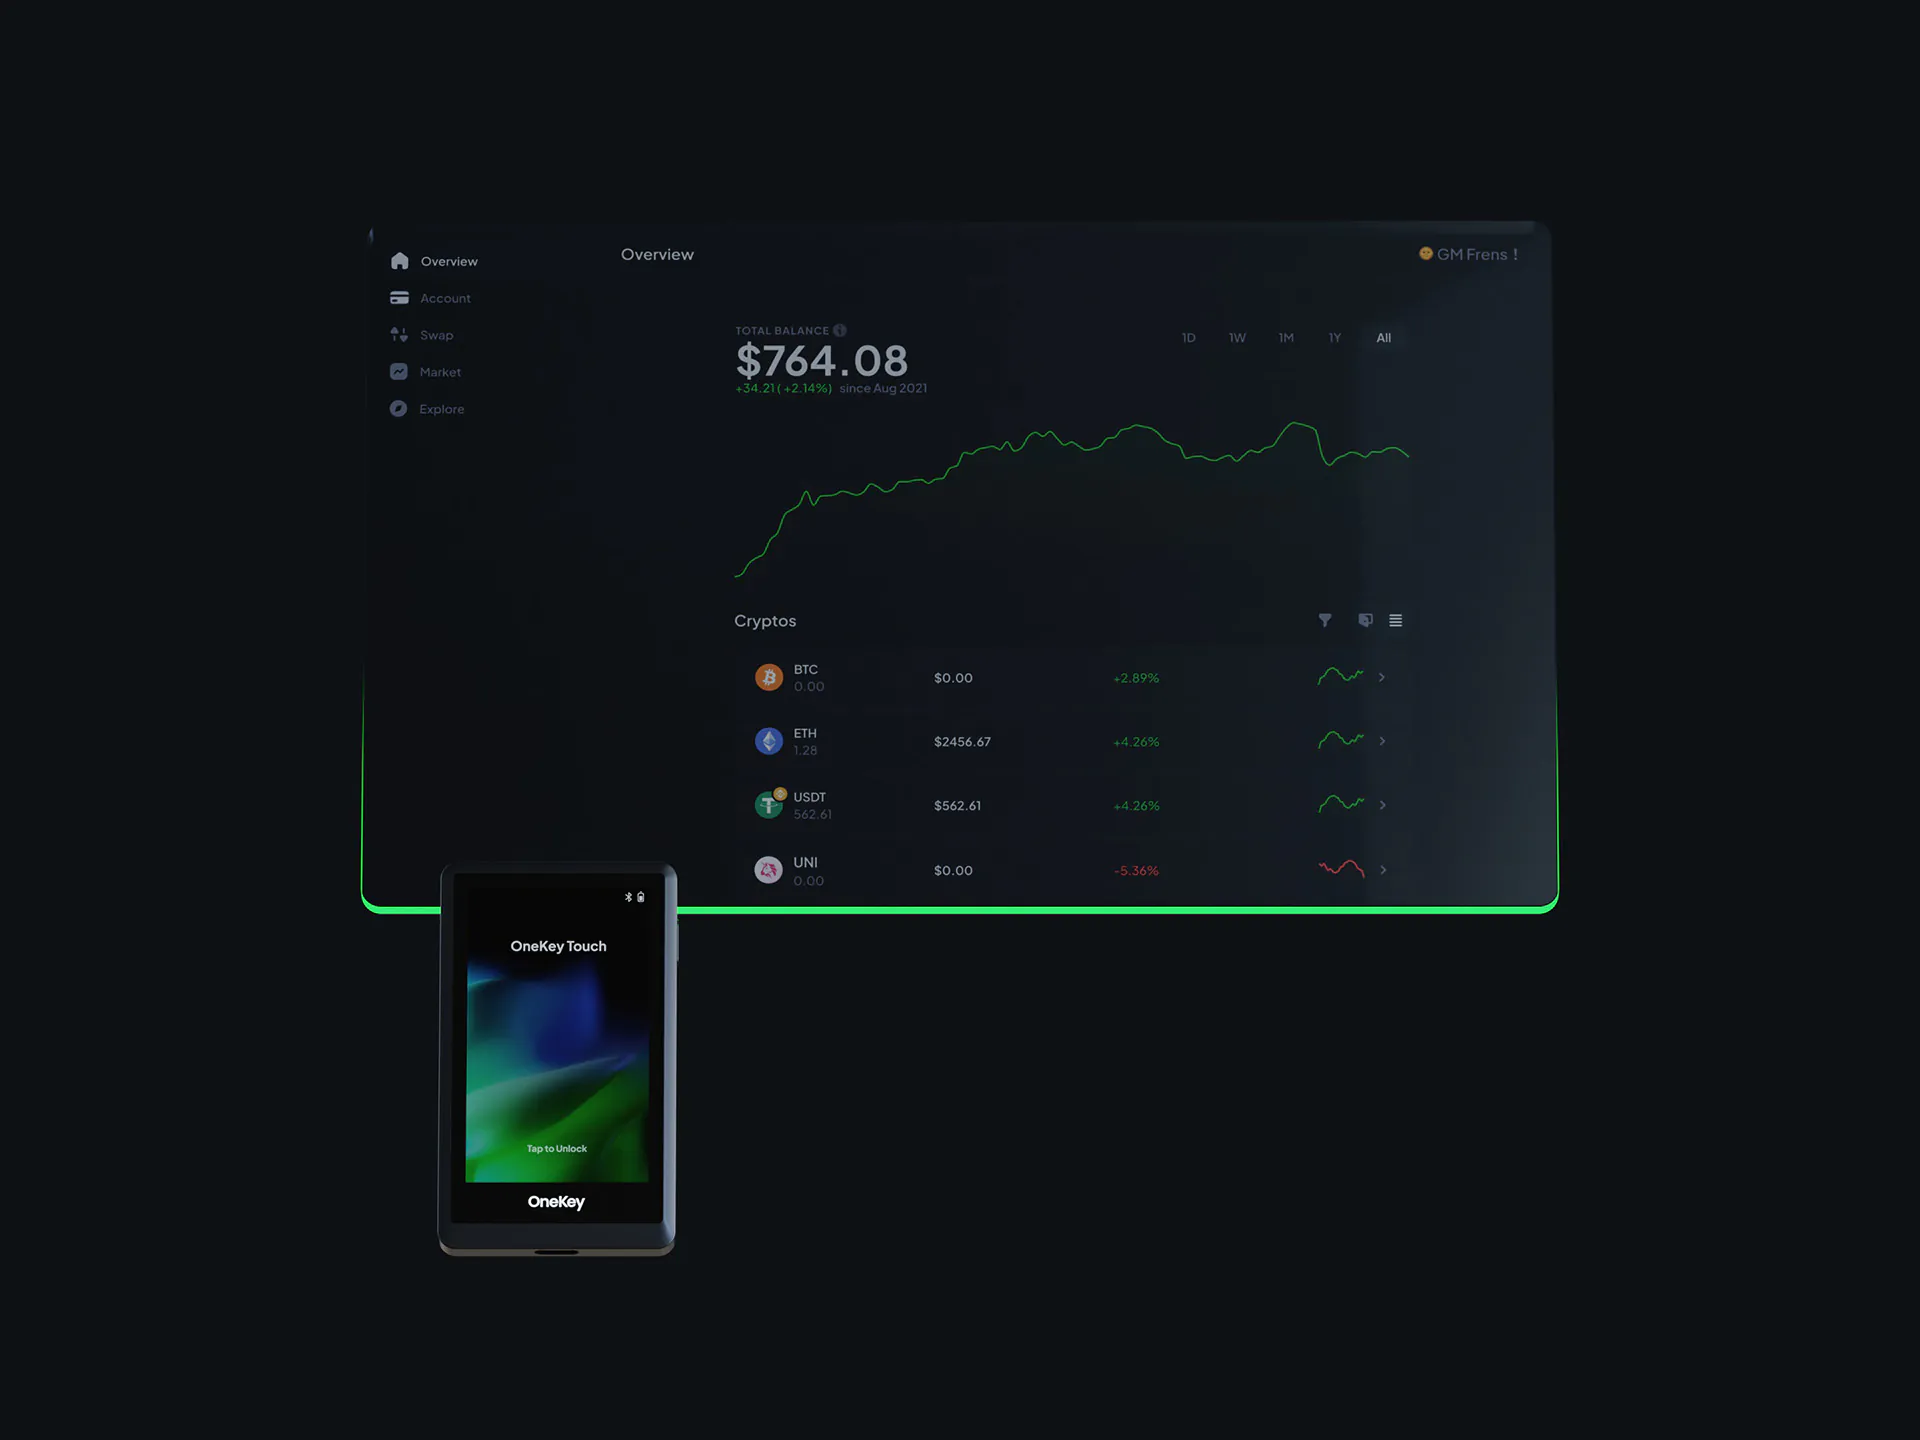 Overview
Account
Swap
Market
Explore
Overview
GM Frens !
TOTAL BALANCE
$764.08
+34.21 ( +2.14%) since Aug 2021
1D 1W 1M 1Y All
Cryptos
BTC
0.00
$0.00
+2.89%
ETH
1.28
$2456.67
+4.26%
USDT
562.61
$562.61
+4.26%
UNI
0.00
$0.00
-5.36%
OneKey Touch
Tap to Unlock
OneKey